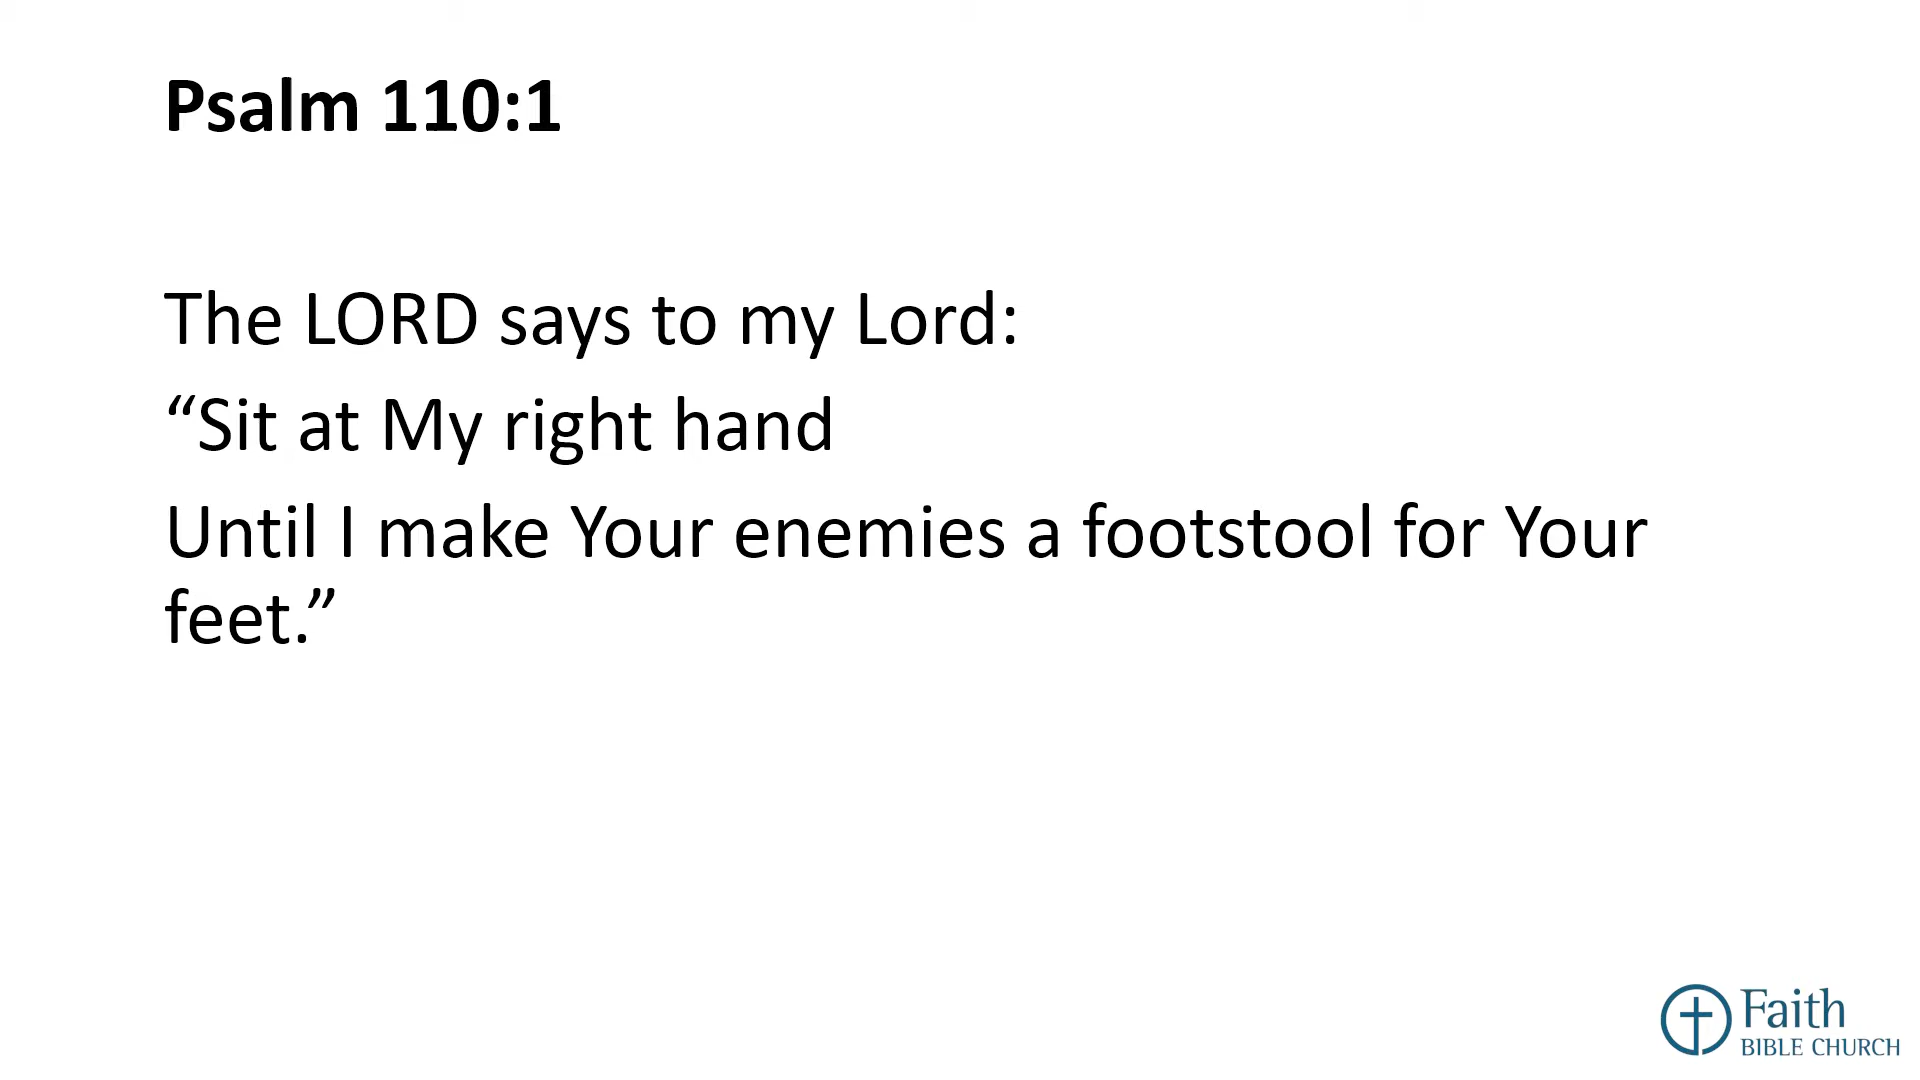 Psalm 110:1
The LORD says to my Lord:
“Sit at My right hand
Until I make Your enemies a footstool for Your
feet.”
Faith
BIBLE CHURCH